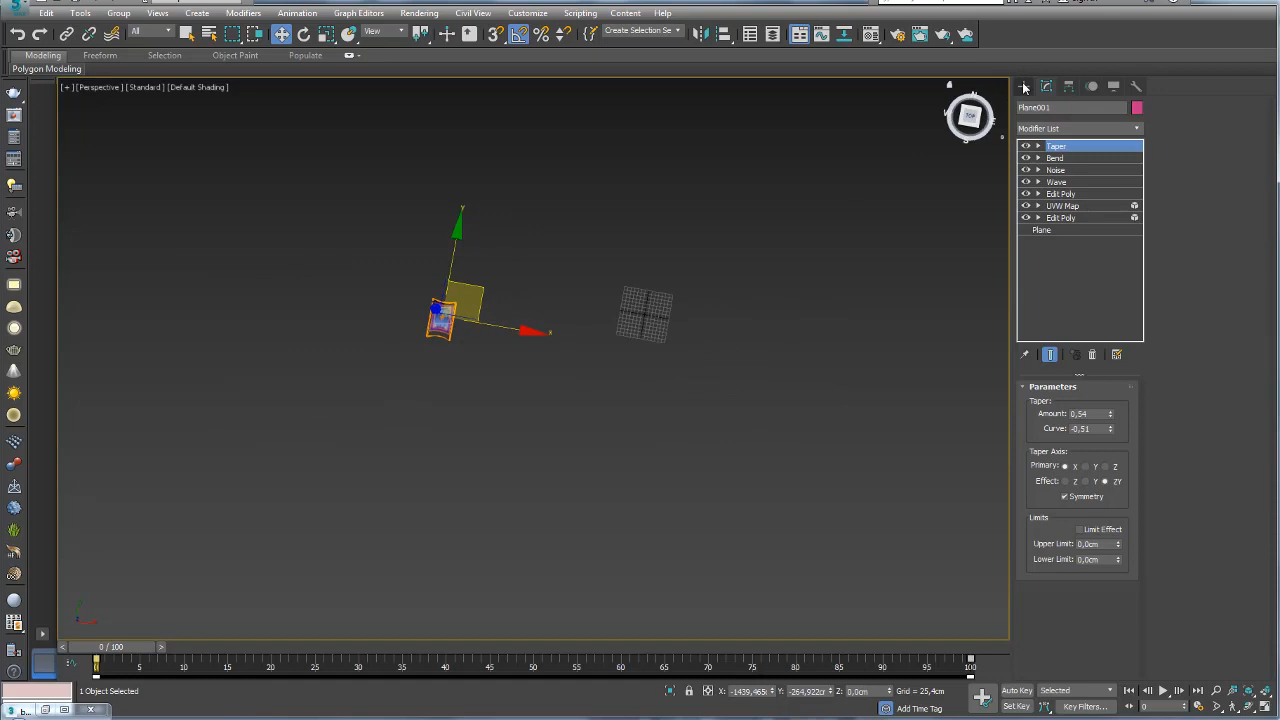 Edit Tools Group Views Create Modifiers Animation Graph Editors Rendering Civil View Customize Scripting Content Help
All View Create Selection Se
Modeling Freeform Selection Object Paint Populate
Polygon Modeling
[+] [Perspective] [Standard] [Default Shading]
TOP
N
E
S
Plane001
Modifier List
Taper
Bend
Noise
Wave
Edit Poly
UVW Map
Edit Poly
Plane
y
x
Parameters
Taper:
Amount: 0,54
Curve: -0,51
Taper Axis:
Primary: X Y Z
Effect: Z Y ZY
Symmetry
Limits
Limit Effect
Upper Limit: 0,0cm
Lower Limit: 0,0cm
< 0 / 100 >
5 10 15 20 25 30 35 40 45 50 55 60 65 70 75 80 85 90 95 100
1 Object Selected X: -1439,465 Y: -264,922cr Z: 0,0cm Grid = 25,4cm Auto Key Selected
Add Time Tag Set Key Key Filters... 0
b...